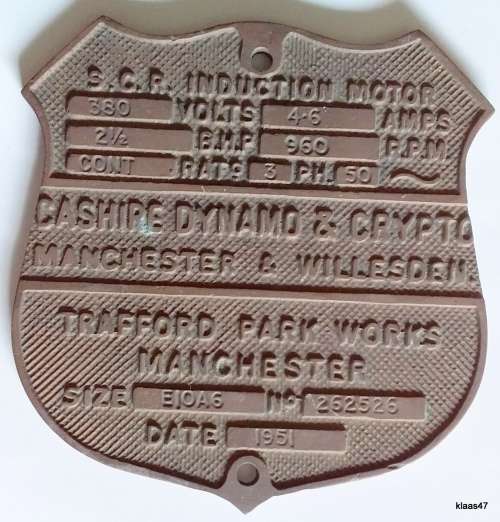 S.C.R. INDUCTION MOTOR
380 VOLTS 4·6 AMPS
2½ B.H.P 960 R.P.M
CONT RATG 3 PH. 50
CASHIRE DYNAMO & CRYPTO
MANCHESTER & WILLESDEN.
TRAFFORD PARK WORKS
MANCHESTER
SIZE E10A6 No 262526
DATE 1951
klaas47